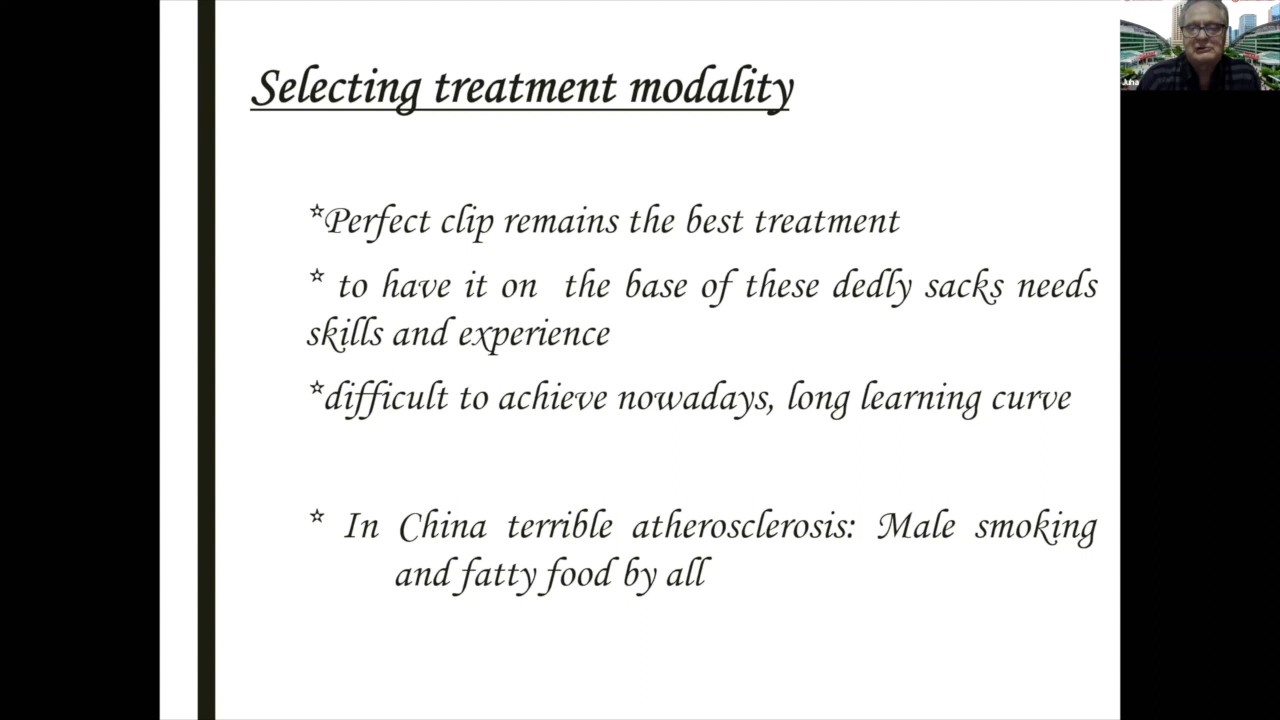 Selecting treatment modality
*Perfect clip remains the best treatment
* to have it on the base of these dedly sacks needs
skills and experience
*difficult to achieve nowadays, long learning curve
* In China terrible atherosclerosis: Male smoking
and fatty food by all